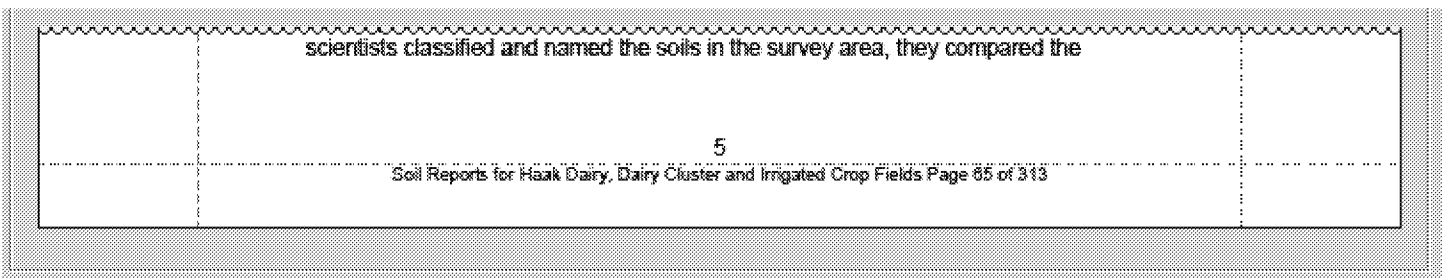 scientists classified and named the soils in the survey area, they compared the
5
Soil Reports for Haak Dairy, Dairy Cluster and Irrigated Crop Fields Page 65 of 313